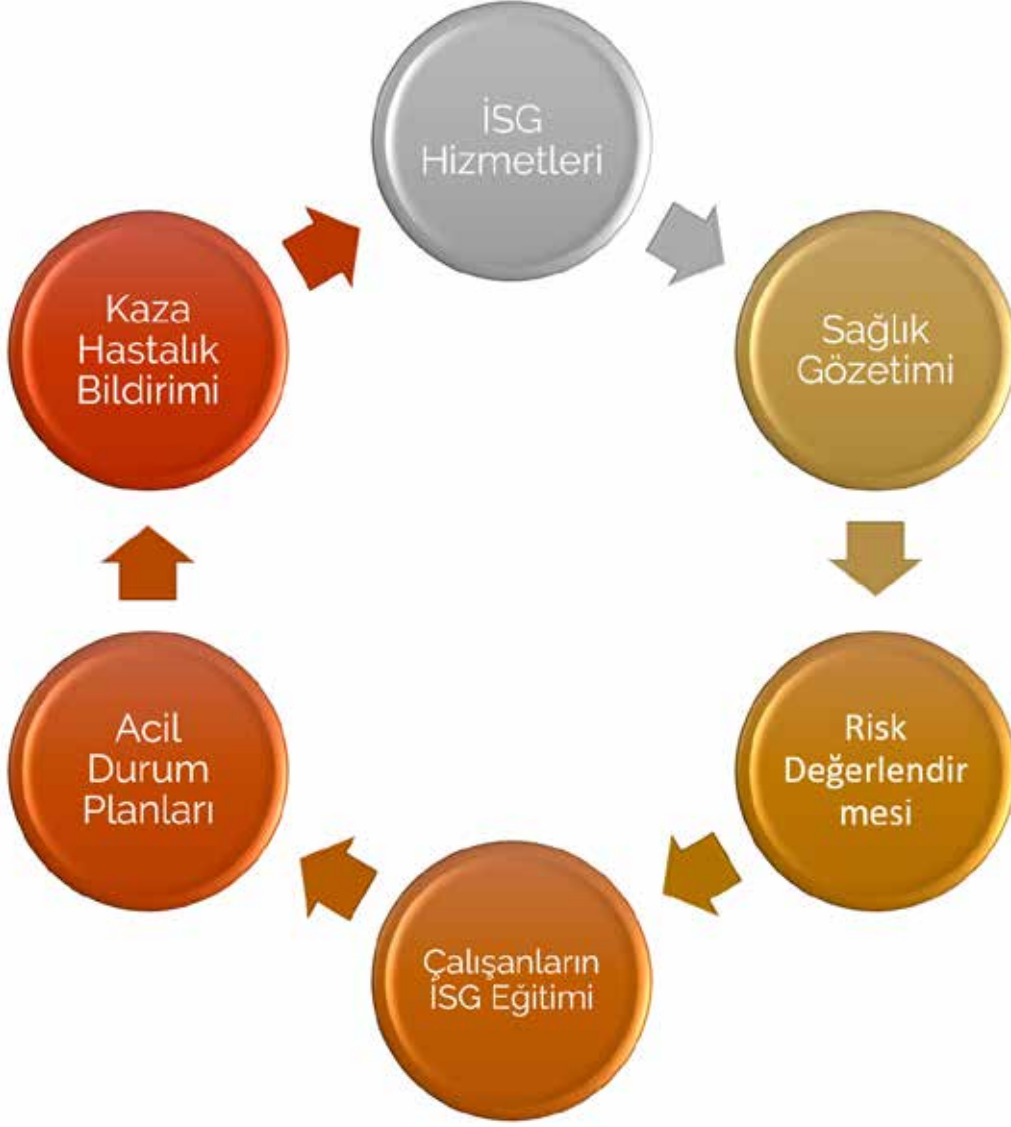 İSG
Hizmetleri
Sağlık
Gözetimi
Risk
Değerlendir
mesi
Çalışanların
İSG Eğitimi
Acil
Durum
Planları
Kaza
Hastalık
Bildirimi